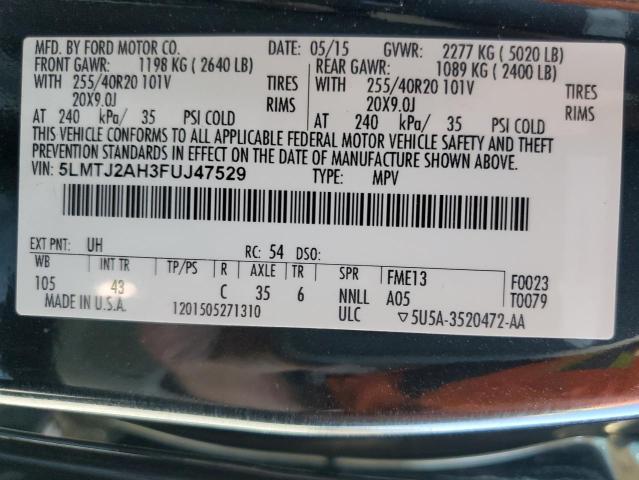 MFD. BY FORD MOTOR CO. DATE: 05/15 GVWR: 2277 KG ( 5020 LB)
FRONT GAWR: 1198 KG ( 2640 LB) REAR GAWR: 1089 KG ( 2400 LB)
WITH 255/40R20 101V TIRES WITH 255/40R20 101V TIRES
20X9.0J RIMS 20X9.0J RIMS
AT 240 kPa/ 35 PSI COLD AT 240 kPa/ 35 PSI COLD
THIS VEHICLE CONFORMS TO ALL APPLICABLE FEDERAL MOTOR VEHICLE SAFETY AND THEFT
PREVENTION STANDARDS IN EFFECT ON THE DATE OF MANUFACTURE SHOWN ABOVE.
VIN: 5LMTJ2AH3FUJ47529 TYPE: MPV
EXT PNT: UH RC: 54 DSO:
WB INT TR TP/PS R AXLE TR SPR FME13 F0023
105 43 C 35 6 NNLL A05 T0079
MADE IN U.S.A. 1201505271310 ULC ▽5U5A-3520472-AA